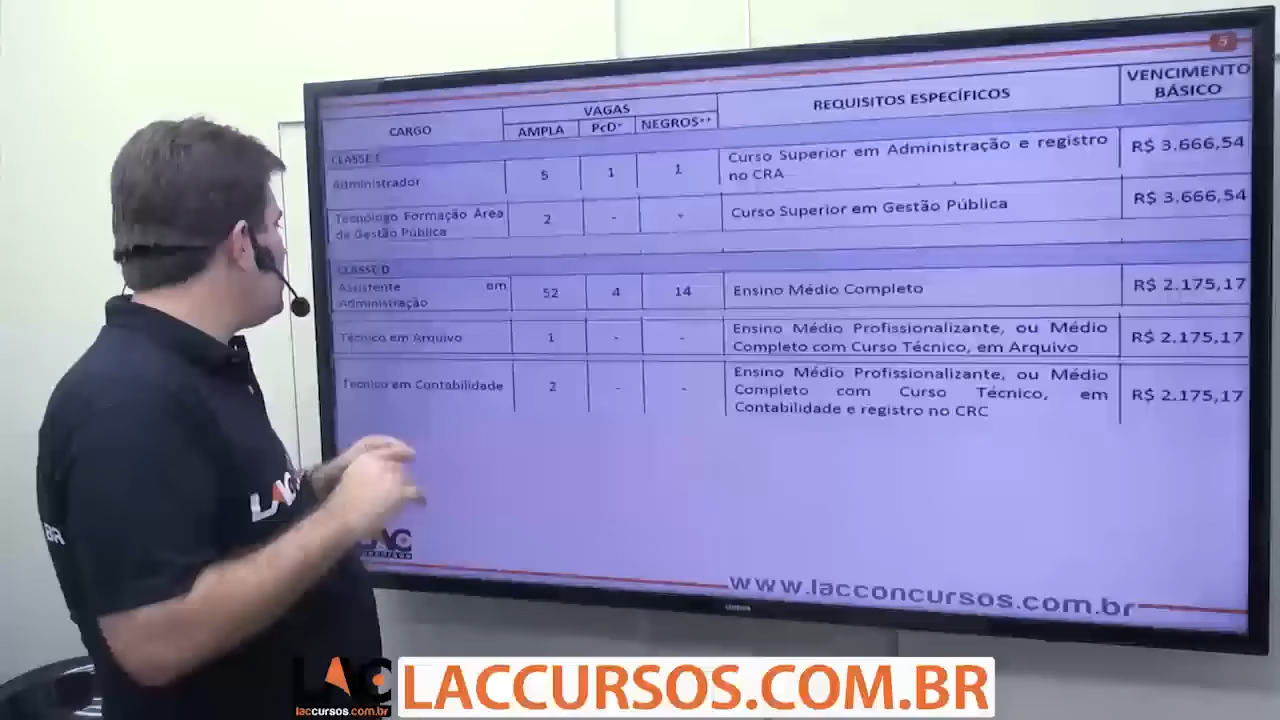 5
CARGO
VAGAS
AMPLA PcD* NEGROS**
REQUISITOS ESPECÍFICOS
VENCIMENTO
BÁSICO
CLASSE E
Administrador
5 1 1
Curso Superior em Administração e registro
no CRA
R$ 3.666,54
Tecnólogo Formação Área
de Gestão Pública
2 - -
Curso Superior em Gestão Pública
R$ 3.666,54
CLASSE D
Assistente em
Administração
52 4 14
Ensino Médio Completo
R$ 2.175,17
Técnico em Arquivo
1 - -
Ensino Médio Profissionalizante, ou Médio
Completo com Curso Técnico, em Arquivo
R$ 2.175,17
Técnico em Contabilidade
2 - -
Ensino Médio Profissionalizante, ou Médio
Completo com Curso Técnico, em
Contabilidade e registro no CRC
R$ 2.175,17
www.lacconcursos.com.br
LAC
BR
LAC
laccursos.com.br
LACCURSOS.COM.BR